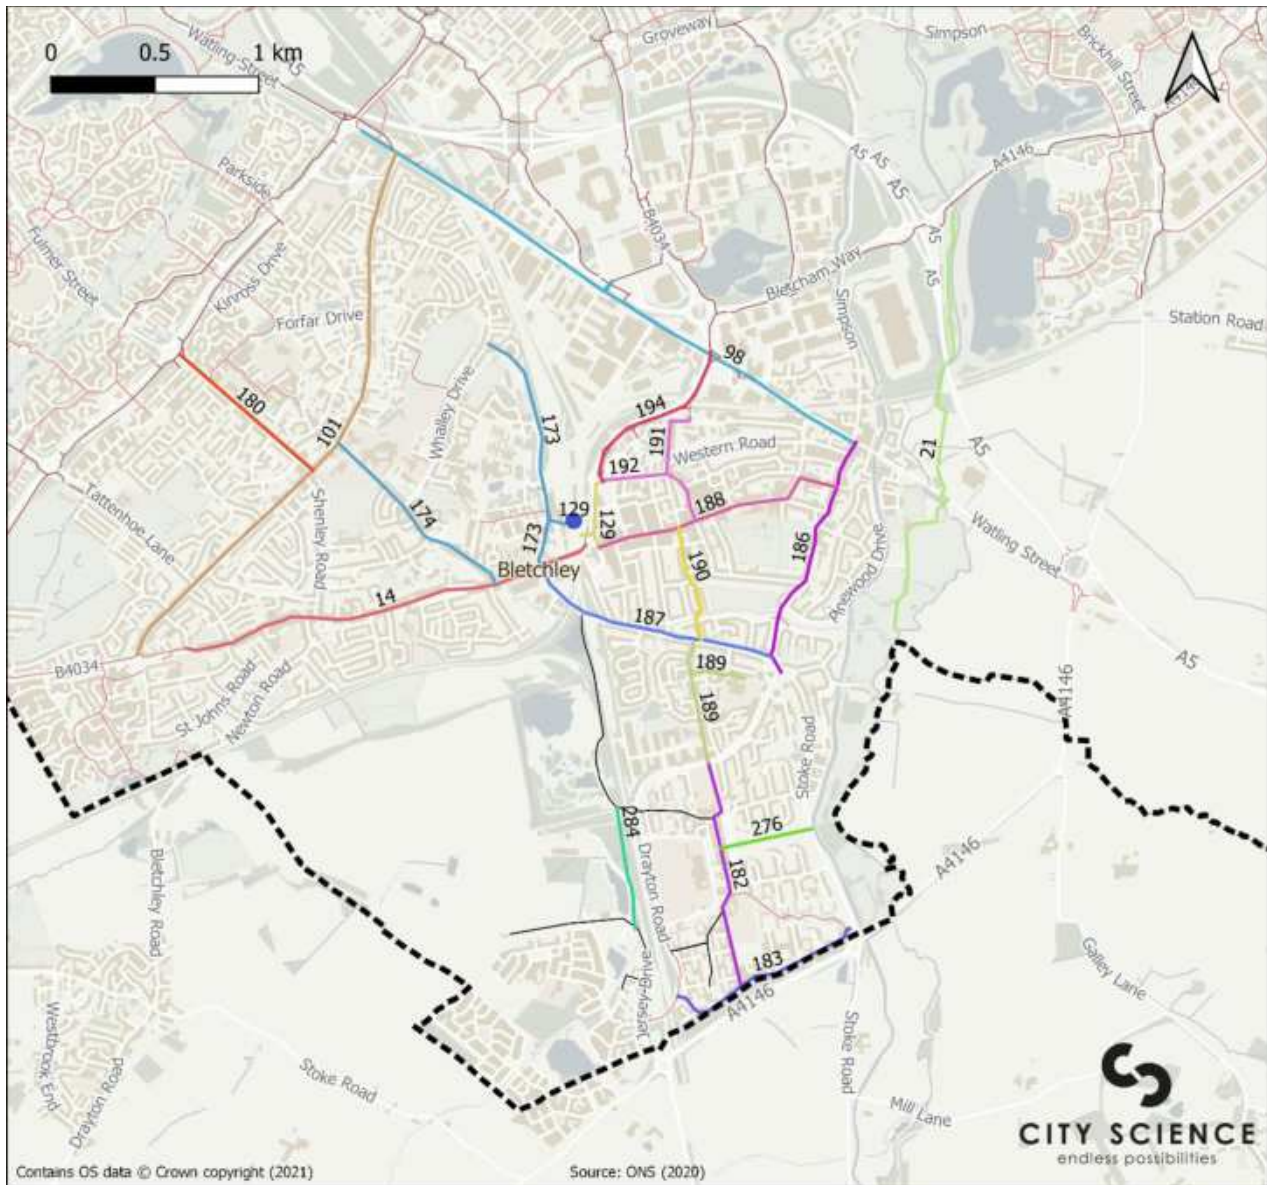 0 0.5 1 km
Watling Street
A5
Groveway
Simpson
Brickhill Street
A4146
Parkside
A5
A5
A5
A4146
Fulmer Street
Kinross Drive
B4034
A5
Bletcham Way
A5
Forfar Drive
Simpson
Station Road
98
180
Whalley Drive
194
101
173
191
Western Road
21
A5
192
Tattenhoe Lane
Shenley Road
174
129
188
129
Watling Street
173
186
Bletchley
190
Pinewood Drive
14
187
B4034
189
A5
St Johns Road
Newton Road
189
A4146
Stoke Road
284
276
Bletchley Road
Drayton Road
182
A4146
183
Galley Lane
Jersey Drive
A4146
Westbrook End
Drayton Road
Stoke Road
Stoke Road
Mill Lane
CITY SCIENCE
endless possibilities
Contains OS data © Crown copyright (2021)
Source: ONS (2020)